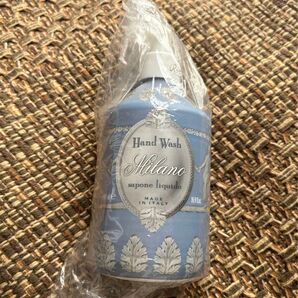 Hand Wash
Milano
sapone liquido
MADE
IN ITALY